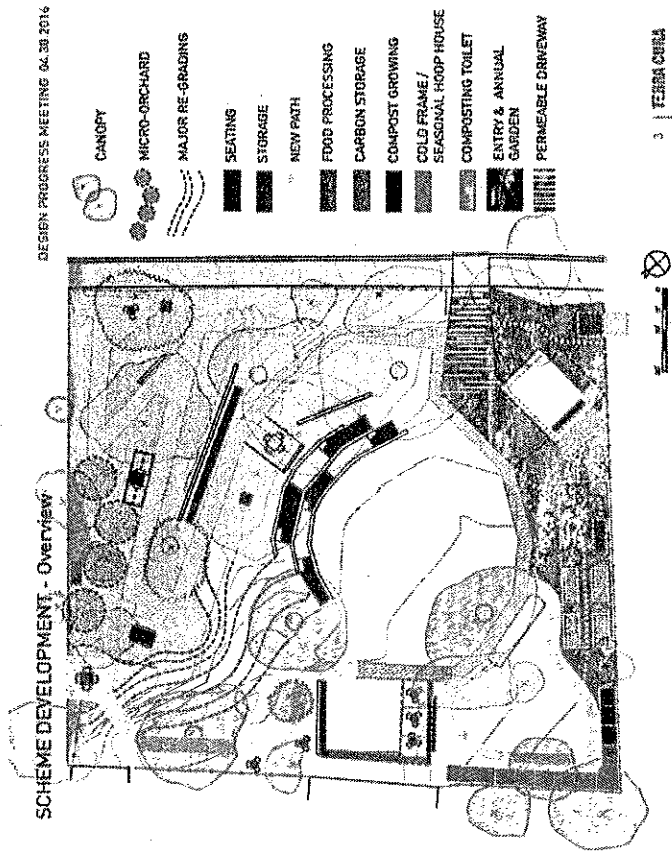 SCHEME DEVELOPMENT - Overview
DESIGN PROGRESS MEETING 04.30.2016
CANOPY
MICRO-ORCHARD
MAJOR RE-GRADING
SEATING
STORAGE
NEW PATH
FOOD PROCESSING
CARBON STORAGE
COMPOST GROWING
COLD FRAME /
SEASONAL HOOP HOUSE
COMPOSTING TOILET
ENTRY & ANNUAL
GARDEN
PERMEABLE DRIVEWAY
3 | TERRA CURA